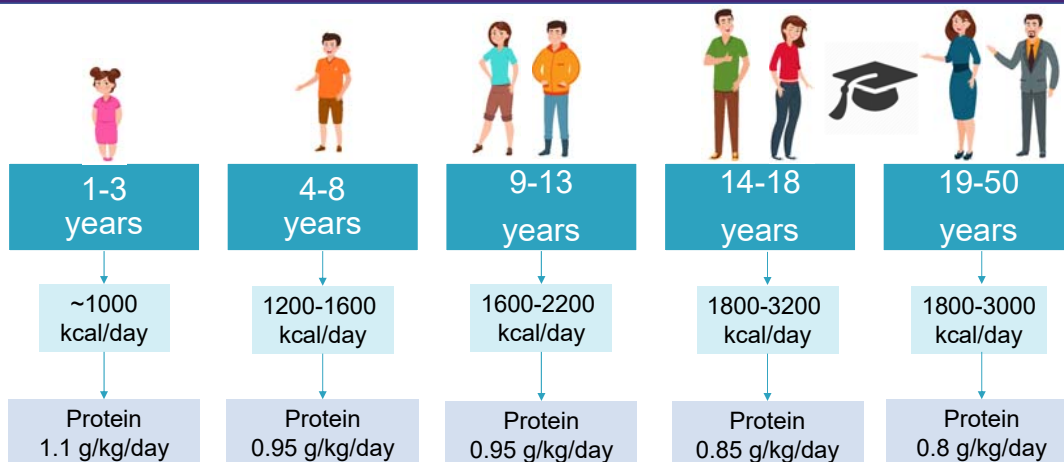 1-3
years
4-8
years
9-13
years
14-18
years
19-50
years
~1000
kcal/day
1200-1600
kcal/day
1600-2200
kcal/day
1800-3200
kcal/day
1800-3000
kcal/day
Protein
1.1 g/kg/day
Protein
0.95 g/kg/day
Protein
0.95 g/kg/day
Protein
0.85 g/kg/day
Protein
0.8 g/kg/day